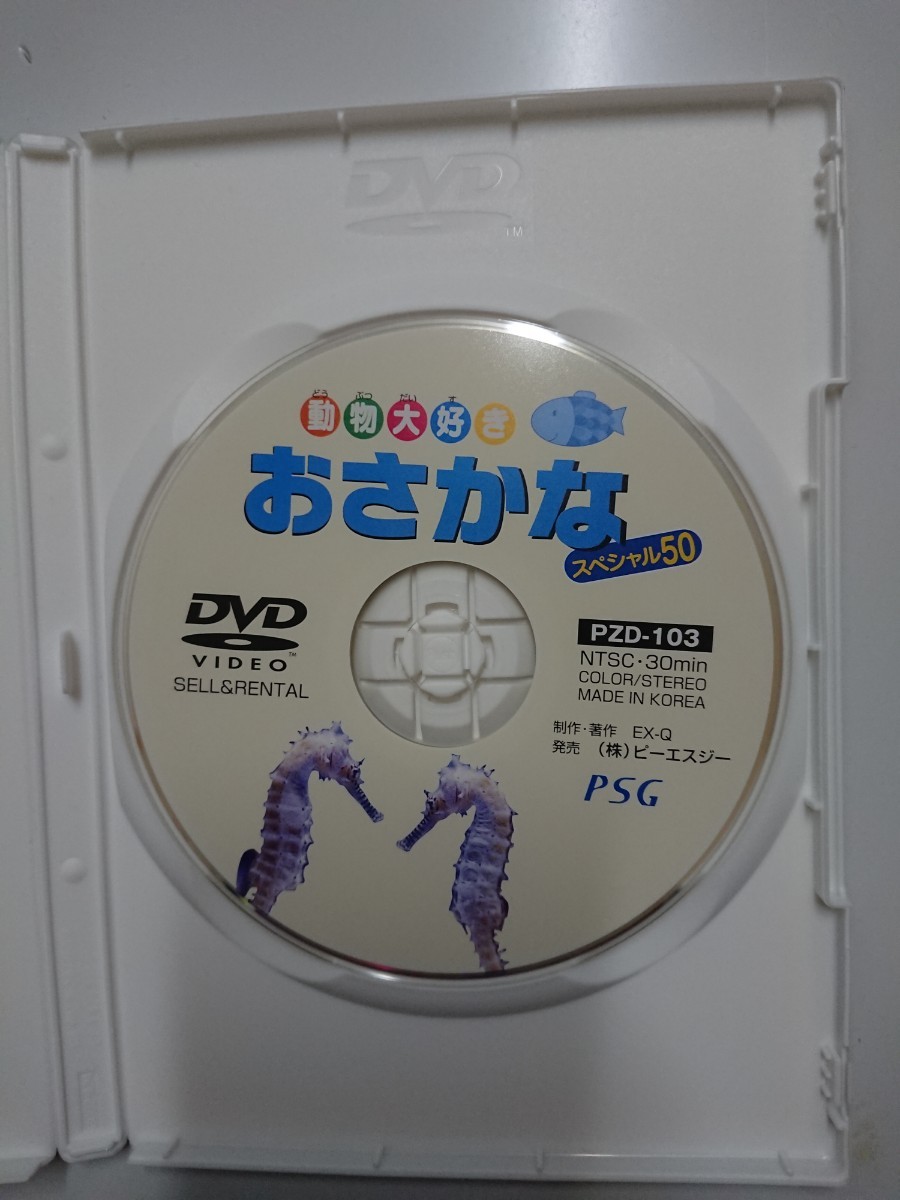 DVD
TM
どうぶつだいす
動物大好き
おさかな
スペシャル50
DVD
VIDEO
TM
SELL&RENTAL
PZD-103
NTSC・30min
COLOR/STEREO
MADE IN KOREA
制作・著作 EX-Q
発売 (株)ピーエスジー
PSG